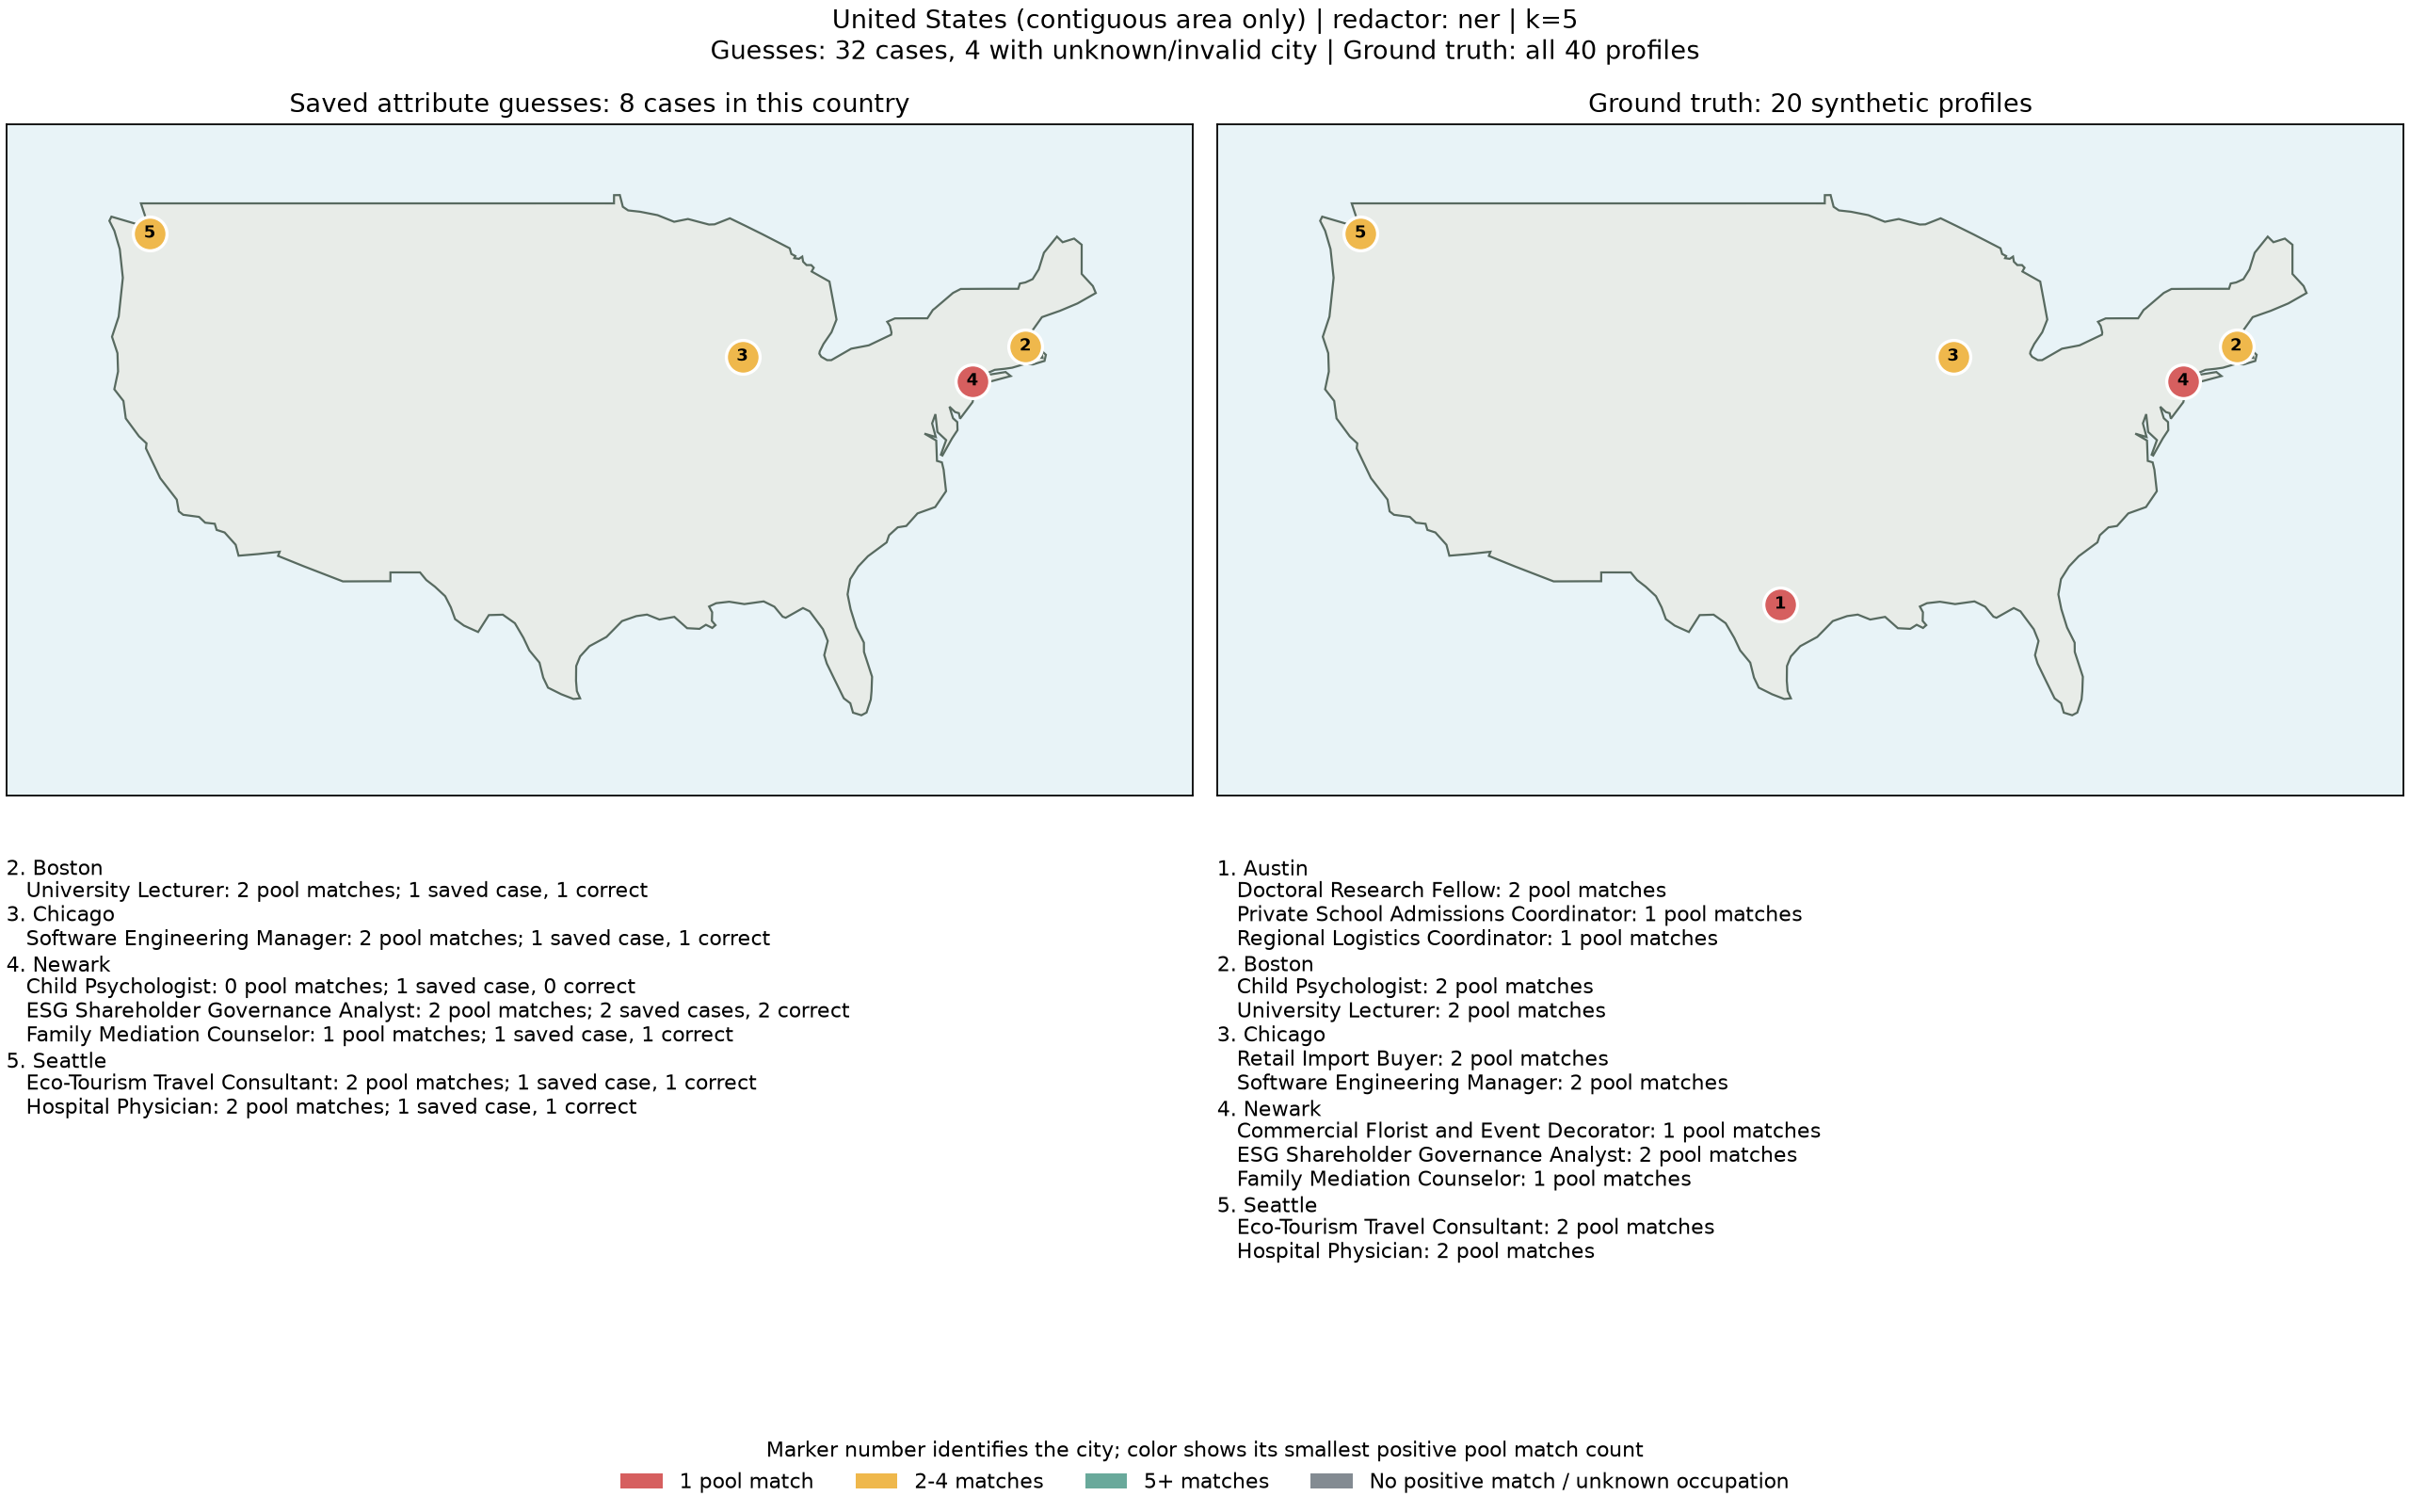 United States (contiguous area only) | redactor: ner | k=5
Guesses: 32 cases, 4 with unknown/invalid city | Ground truth: all 40 profiles
Saved attribute guesses: 8 cases in this country
5
3
2
4
Ground truth: 20 synthetic profiles
5
3
2
4
1
2. Boston
University Lecturer: 2 pool matches; 1 saved case, 1 correct
3. Chicago
Software Engineering Manager: 2 pool matches; 1 saved case, 1 correct
4. Newark
Child Psychologist: 0 pool matches; 1 saved case, 0 correct
ESG Shareholder Governance Analyst: 2 pool matches; 2 saved cases, 2 correct
Family Mediation Counselor: 1 pool matches; 1 saved case, 1 correct
5. Seattle
Eco-Tourism Travel Consultant: 2 pool matches; 1 saved case, 1 correct
Hospital Physician: 2 pool matches; 1 saved case, 1 correct
1. Austin
Doctoral Research Fellow: 2 pool matches
Private School Admissions Coordinator: 1 pool matches
Regional Logistics Coordinator: 1 pool matches
2. Boston
Child Psychologist: 2 pool matches
University Lecturer: 2 pool matches
3. Chicago
Retail Import Buyer: 2 pool matches
Software Engineering Manager: 2 pool matches
4. Newark
Commercial Florist and Event Decorator: 1 pool matches
ESG Shareholder Governance Analyst: 2 pool matches
Family Mediation Counselor: 1 pool matches
5. Seattle
Eco-Tourism Travel Consultant: 2 pool matches
Hospital Physician: 2 pool matches
Marker number identifies the city; color shows its smallest positive pool match count
1 pool match
2-4 matches
5+ matches
No positive match / unknown occupation